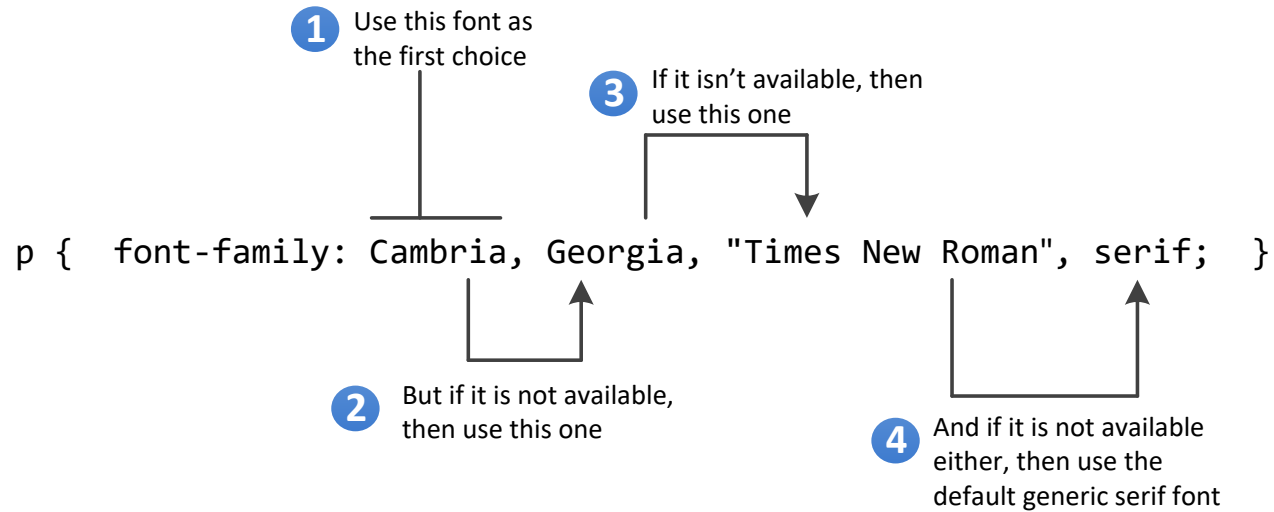 1 Use this font as
the first choice
3 If it isn’t available, then
use this one
p {  font-family: Cambria, Georgia, "Times New Roman", serif;  }
2 But if it is not available,
then use this one
4 And if it is not available
either, then use the
default generic serif font